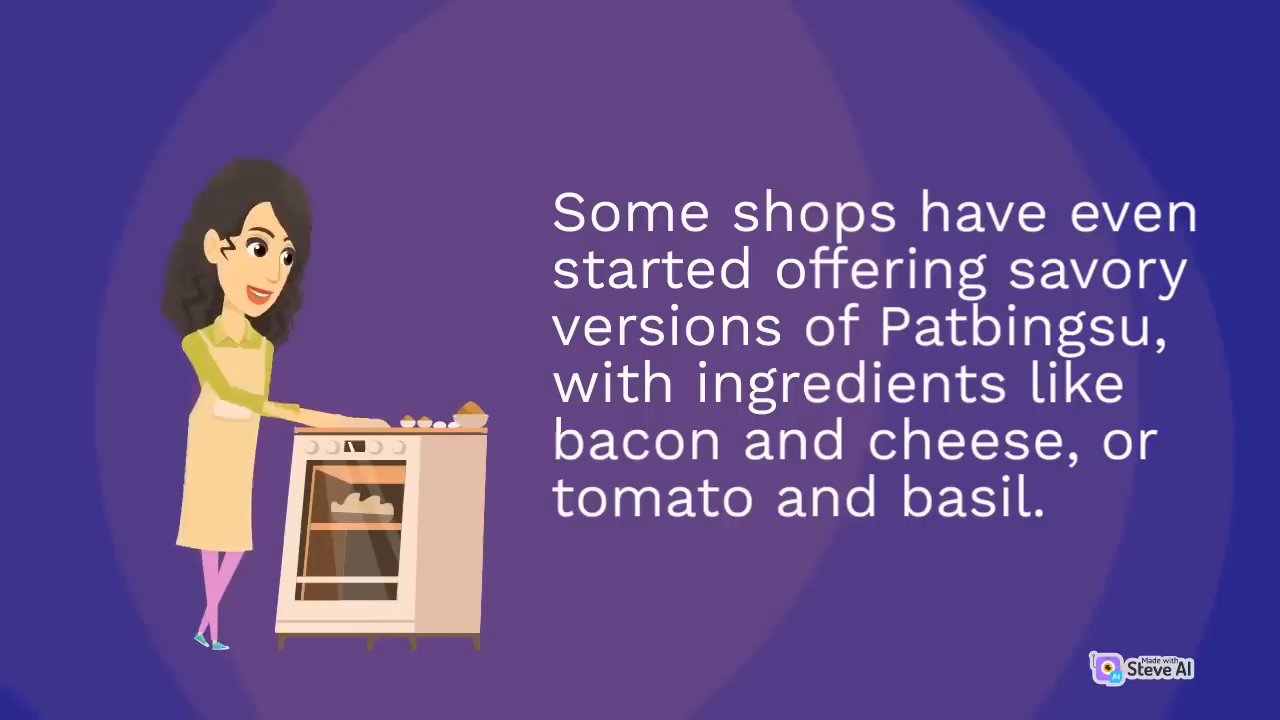 Some shops have even
started offering savory
versions of Patbingsu,
with ingredients like
bacon and cheese, or
tomato and basil.
Made with
Steve AI
AI